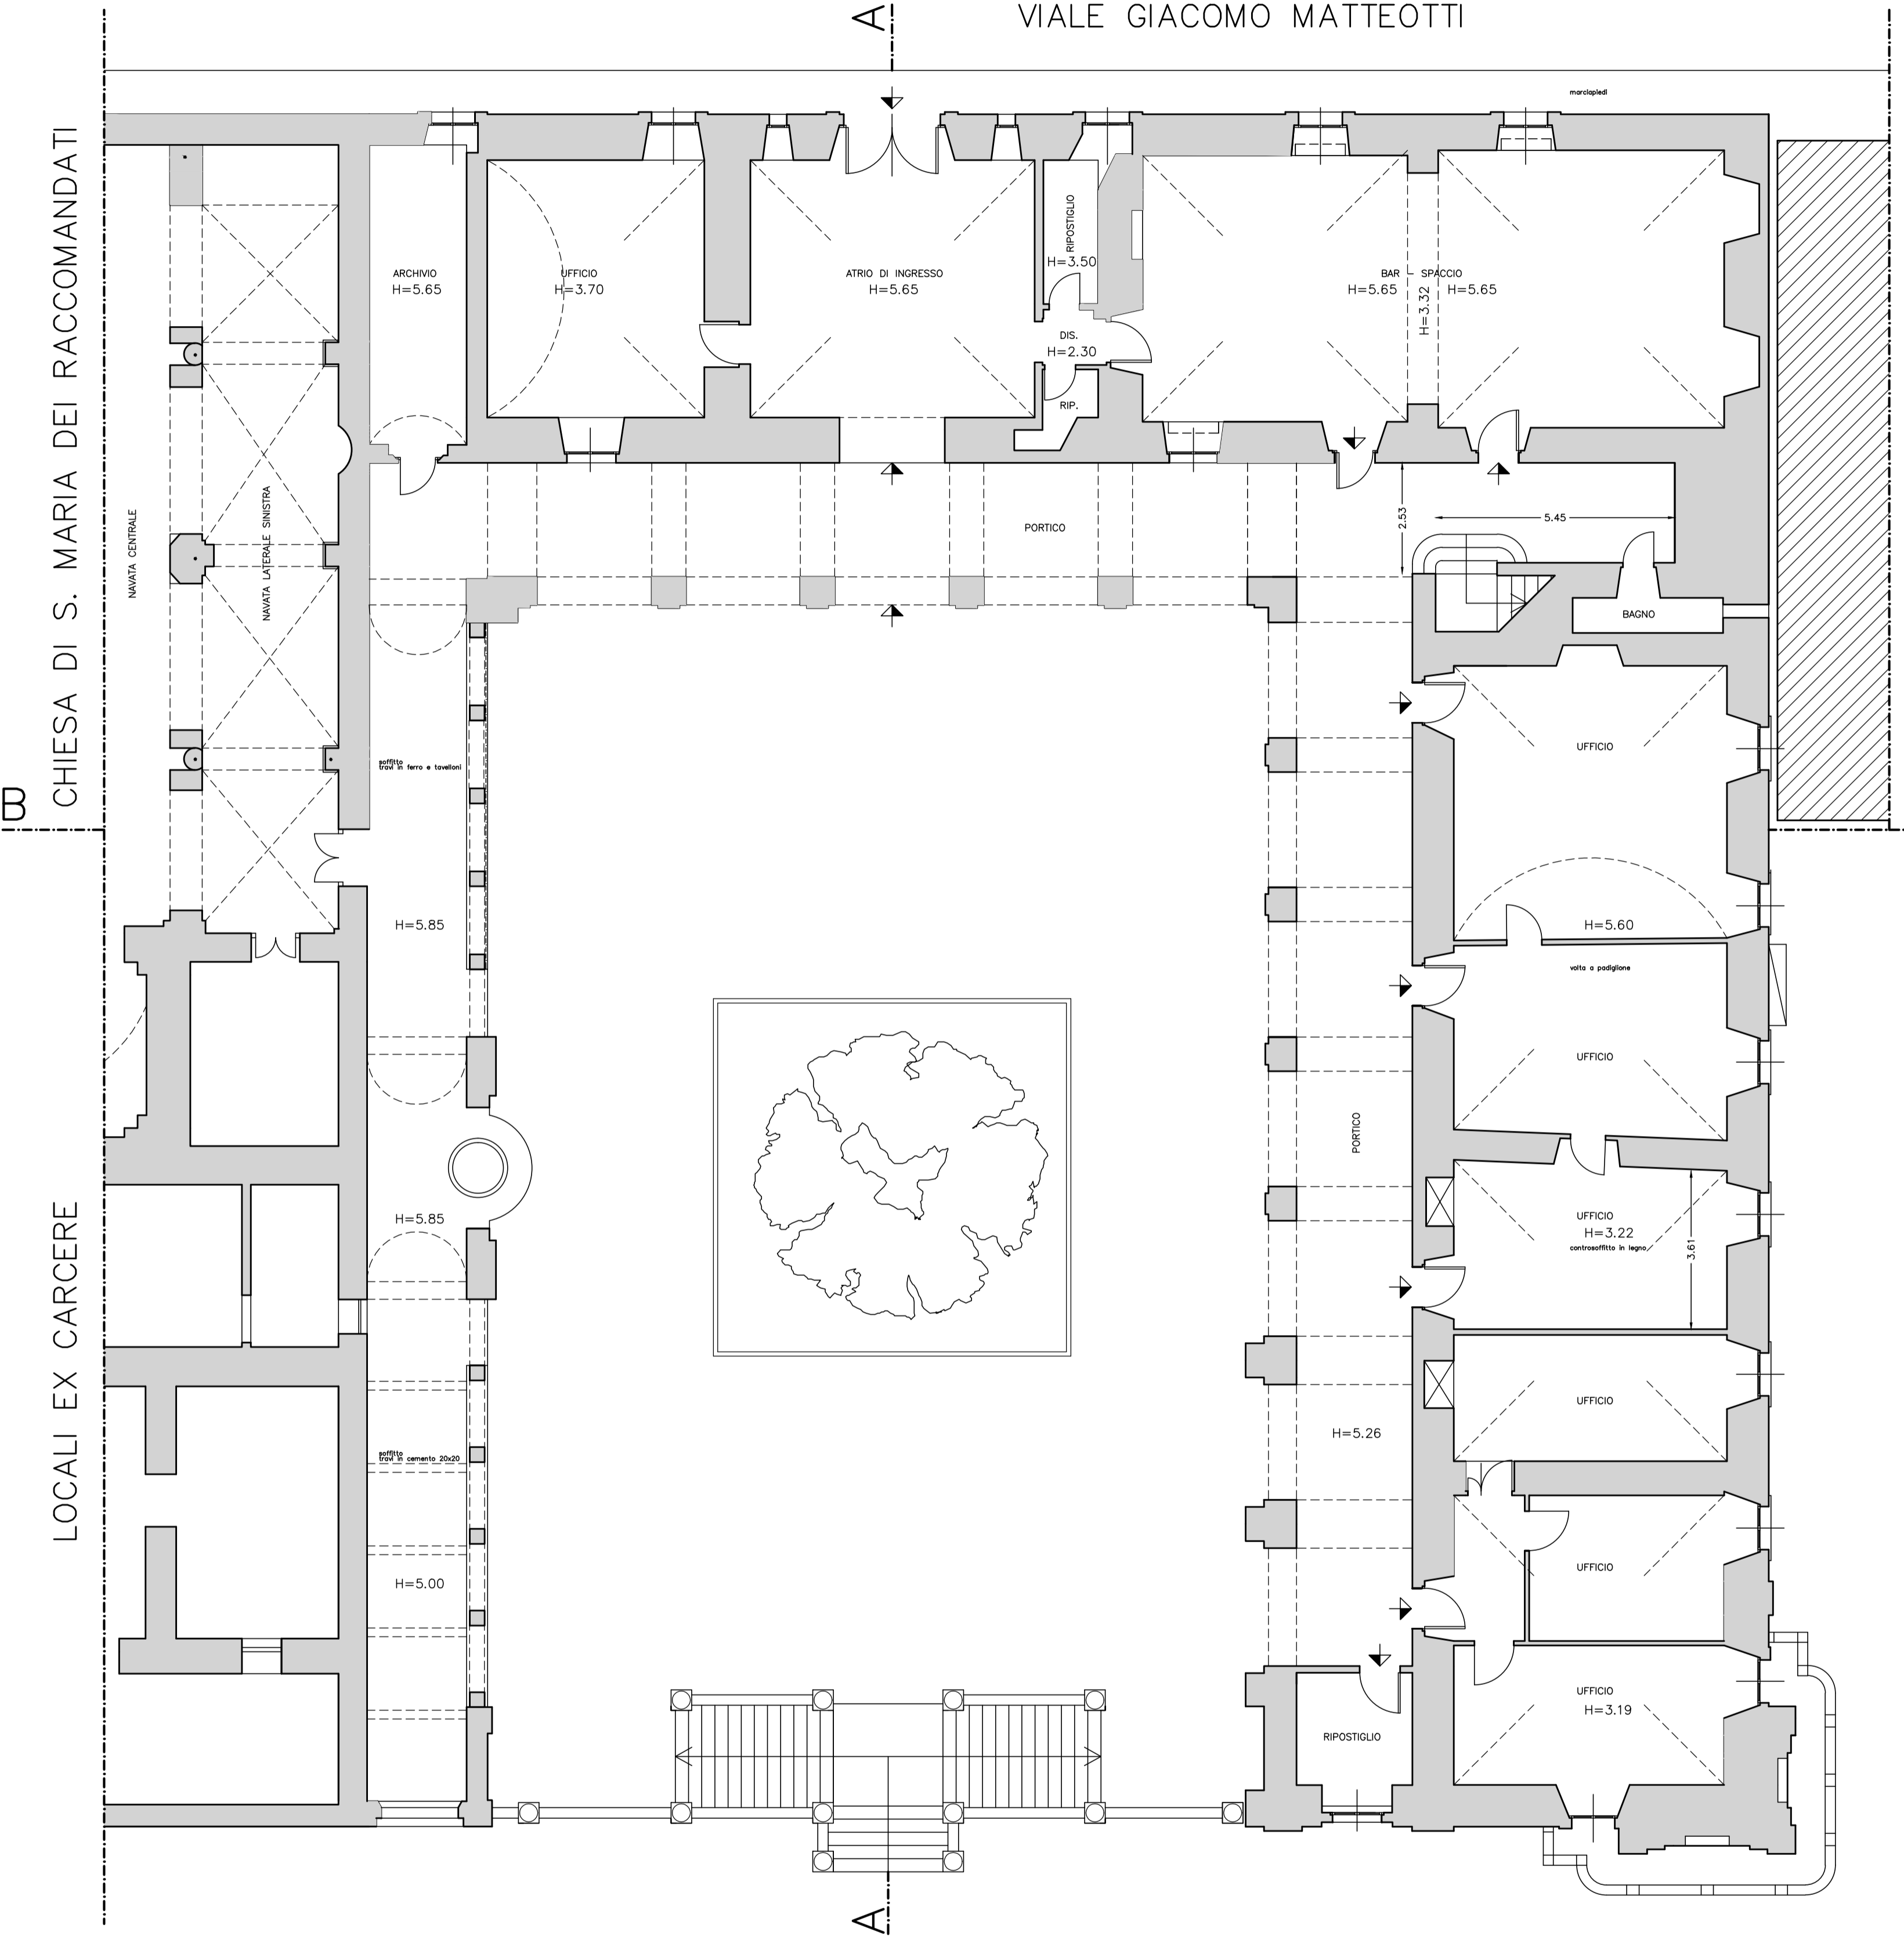 A
VIALE GIACOMO MATTEOTTI
marciapiedi
CHIESA DI S. MARIA DEI RACCOMANDATI
ARCHIVIO
H=5.65
UFFICIO
H=3.70
ATRIO DI INGRESSO
H=5.65
RIPOSTIGLIO
H=3.50
BAR - SPACCIO
H=5.65
H=3.32
H=5.65
DIS.
H=2.30
RIP.
NAVATA CENTRALE
NAVATA LATERALE SINISTRA
PORTICO
2.53
5.45
BAGNO
UFFICIO
soffitto
travi in ferro e tavelloni
B
H=5.85
H=5.60
volta a padiglione
UFFICIO
PORTICO
LOCALI EX CARCERE
H=5.85
UFFICIO
H=3.22
controsoffitto in legno
3.61
UFFICIO
H=5.26
soffitto
travi in cemento 20x20
UFFICIO
H=5.00
UFFICIO
H=3.19
RIPOSTIGLIO
A